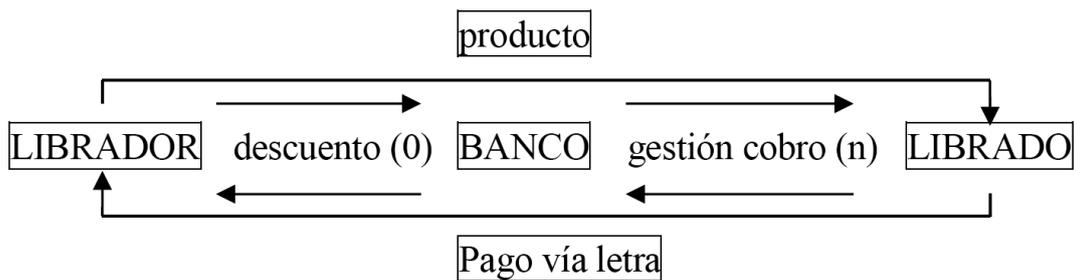 producto
LIBRADOR descuento (0) BANCO gestión cobro (n) LIBRADO
Pago vía letra